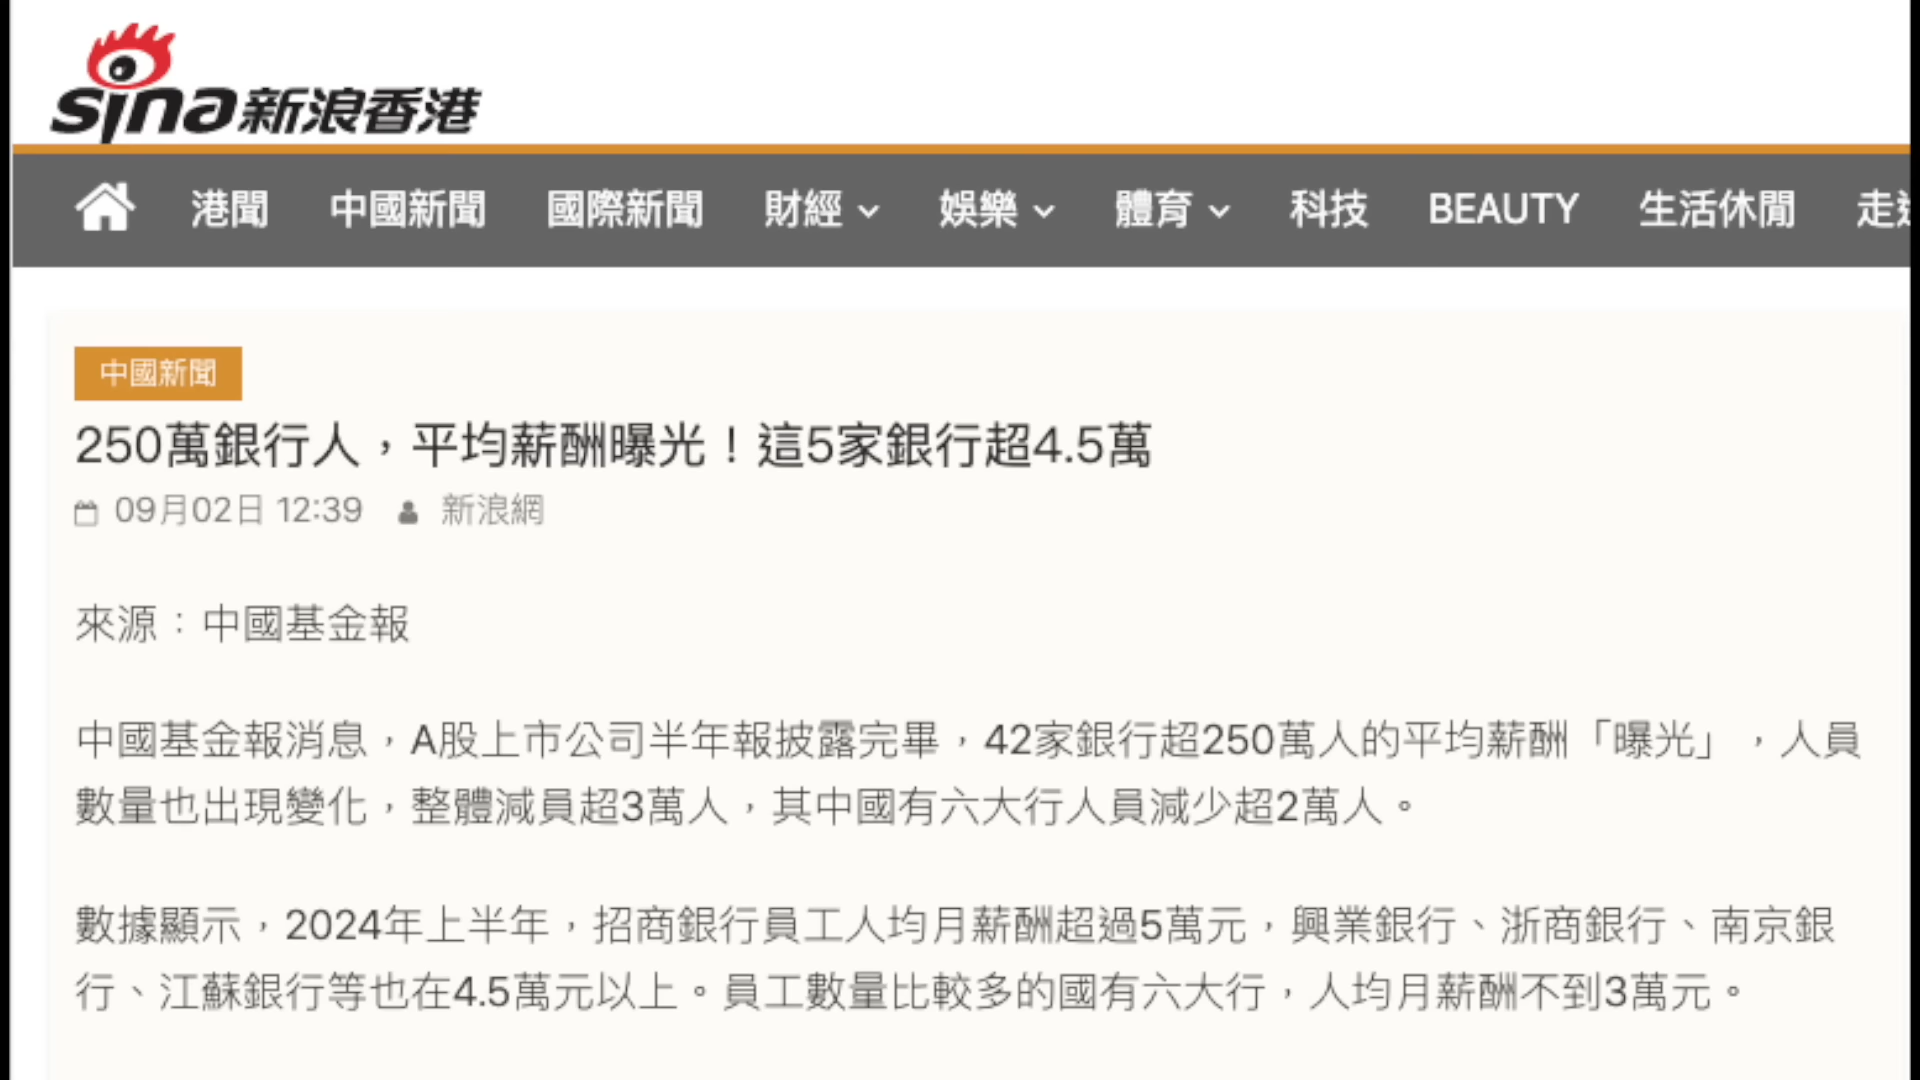 sina新浪香港
港聞 中國新聞 國際新聞 財經 娛樂 體育 科技 BEAUTY 生活休閒 走
中國新聞
250萬銀行人，平均薪酬曝光！這5家銀行超4.5萬
09月02日 12:39 新浪網
來源：中國基金報
中國基金報消息，A股上市公司半年報披露完畢，42家銀行超250萬人的平均薪酬「曝光」，人員
數量也出現變化，整體減員超3萬人，其中國有六大行人員減少超2萬人。
數據顯示，2024年上半年，招商銀行員工人均月薪酬超過5萬元，興業銀行、浙商銀行、南京銀
行、江蘇銀行等也在4.5萬元以上。員工數量比較多的國有六大行，人均月薪酬不到3萬元。